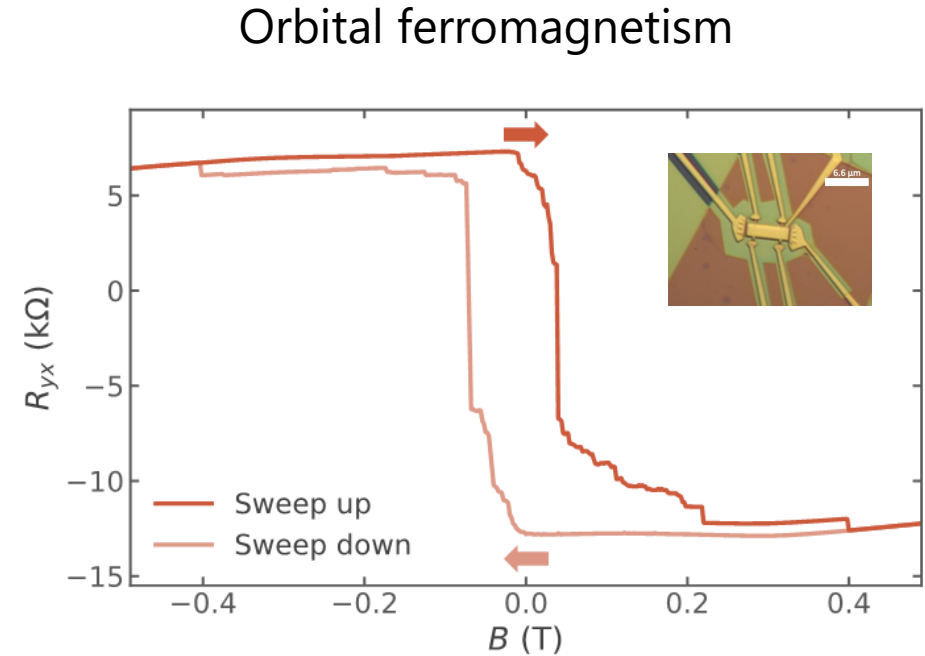 Orbital ferromagnetism
6.6 μm
5
0
−5
−10
−15
R_yx (kΩ)
Sweep up
Sweep down
−0.4 −0.2 0.0 0.2 0.4
B (T)